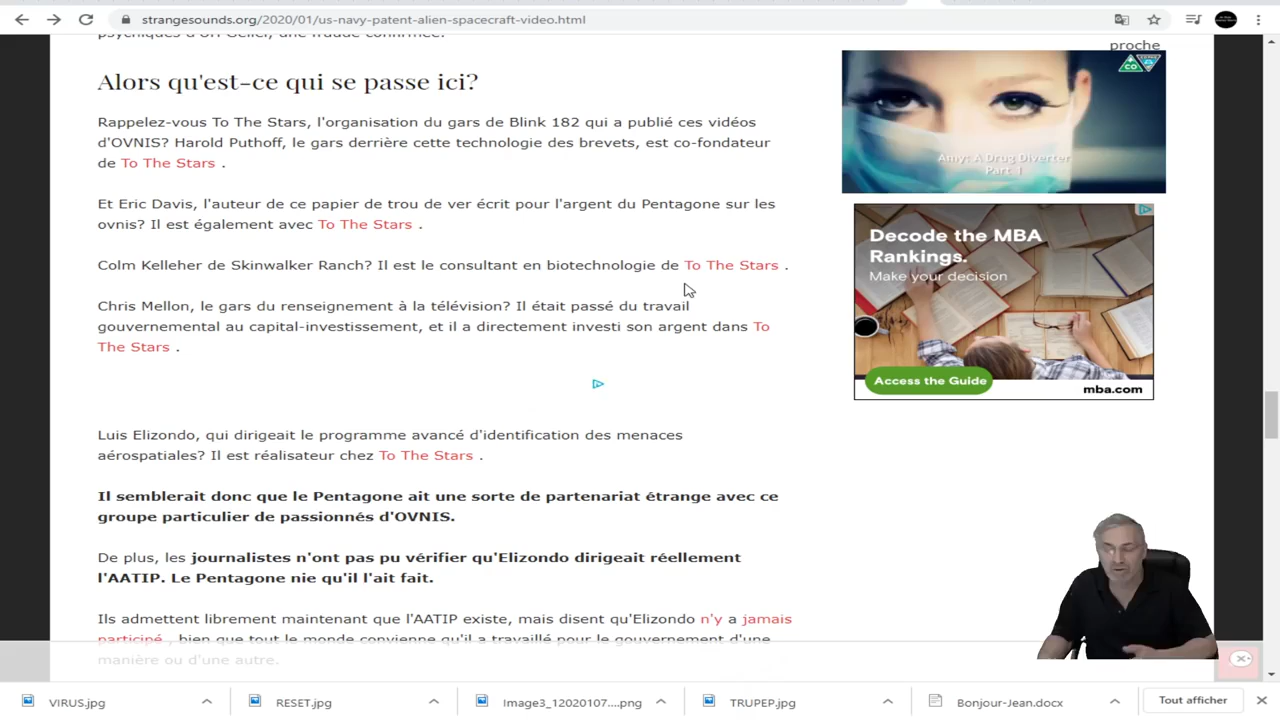 strangesounds.org/2020/01/us-navy-patent-alien-spacecraft-video.html
proche
Alors qu'est-ce qui se passe ici?
Rappelez-vous To The Stars, l'organisation du gars de Blink 182 qui a publié ces vidéos
d'OVNIS? Harold Puthoff, le gars derrière cette technologie des brevets, est co-fondateur
de To The Stars .
Et Eric Davis, l'auteur de ce papier de trou de ver écrit pour l'argent du Pentagone sur les
ovnis? Il est également avec To The Stars .
Colm Kelleher de Skinwalker Ranch? Il est le consultant en biotechnologie de To The Stars .
Chris Mellon, le gars du renseignement à la télévision? Il était passé du travail
gouvernemental au capital-investissement, et il a directement investi son argent dans To
The Stars .
Luis Elizondo, qui dirigeait le programme avancé d'identification des menaces
aérospatiales? Il est réalisateur chez To The Stars .
Il semblerait donc que le Pentagone ait une sorte de partenariat étrange avec ce
groupe particulier de passionnés d'OVNIS.
De plus, les journalistes n'ont pas pu vérifier qu'Elizondo dirigeait réellement
l'AATIP. Le Pentagone nie qu'il l'ait fait.
Ils admettent librement maintenant que l'AATIP existe, mais disent qu'Elizondo n'y a jamais
participé , bien que tout le monde convienne qu'il a travaillé pour le gouvernement d'une
manière ou d'une autre.
CO
Amy: A Drug Diverter
Part 1
Decode the MBA
Rankings.
Make your decision
Access the Guide
mba.com
VIRUS.jpg
RESET.jpg
Image3_12020107....png
TRUPEP.jpg
Bonjour-Jean.docx
Tout afficher